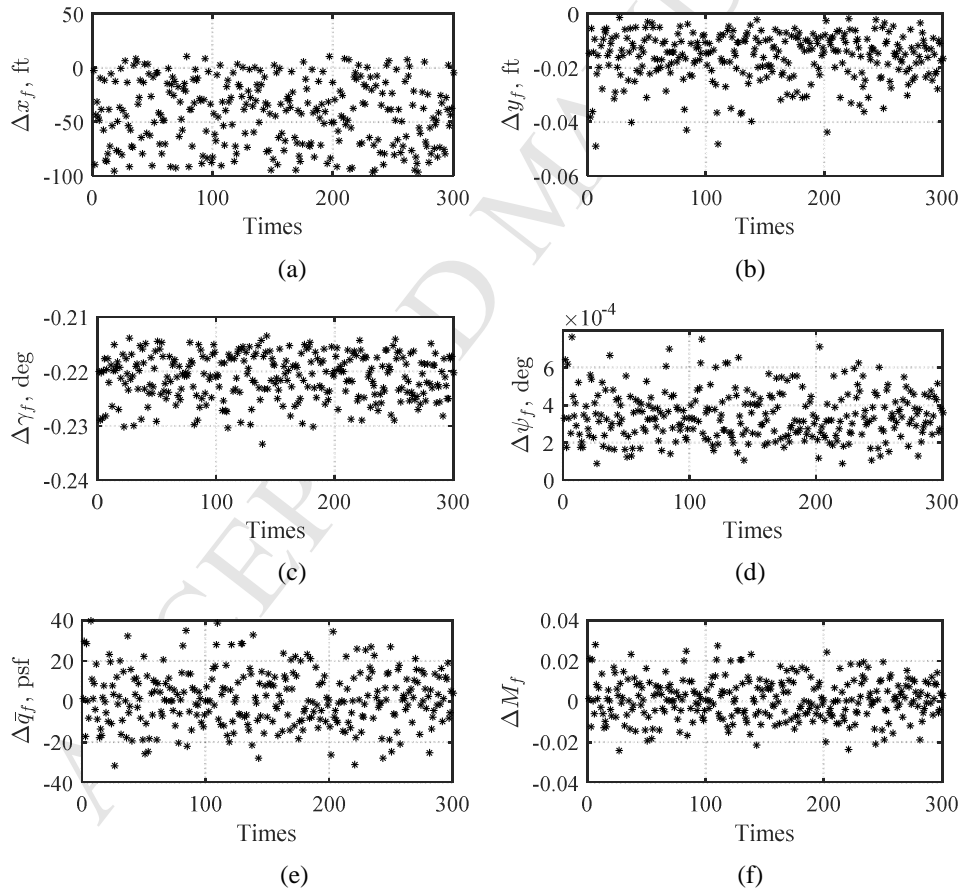 50
0
-50
-100
Δx_f, ft
0 100 200 300
Times
(a)
0
-0.02
-0.04
-0.06
Δy_f, ft
0 100 200 300
Times
(b)
-0.21
-0.22
-0.23
-0.24
Δγ_f, deg
0 100 200 300
Times
(c)
×10⁻⁴
6
4
2
0
Δψ_f, deg
0 100 200 300
Times
(d)
40
20
0
-20
-40
Δq̄_f, psf
0 100 200 300
Times
(e)
0.04
0.02
0
-0.02
-0.04
ΔM_f
0 100 200 300
Times
(f)